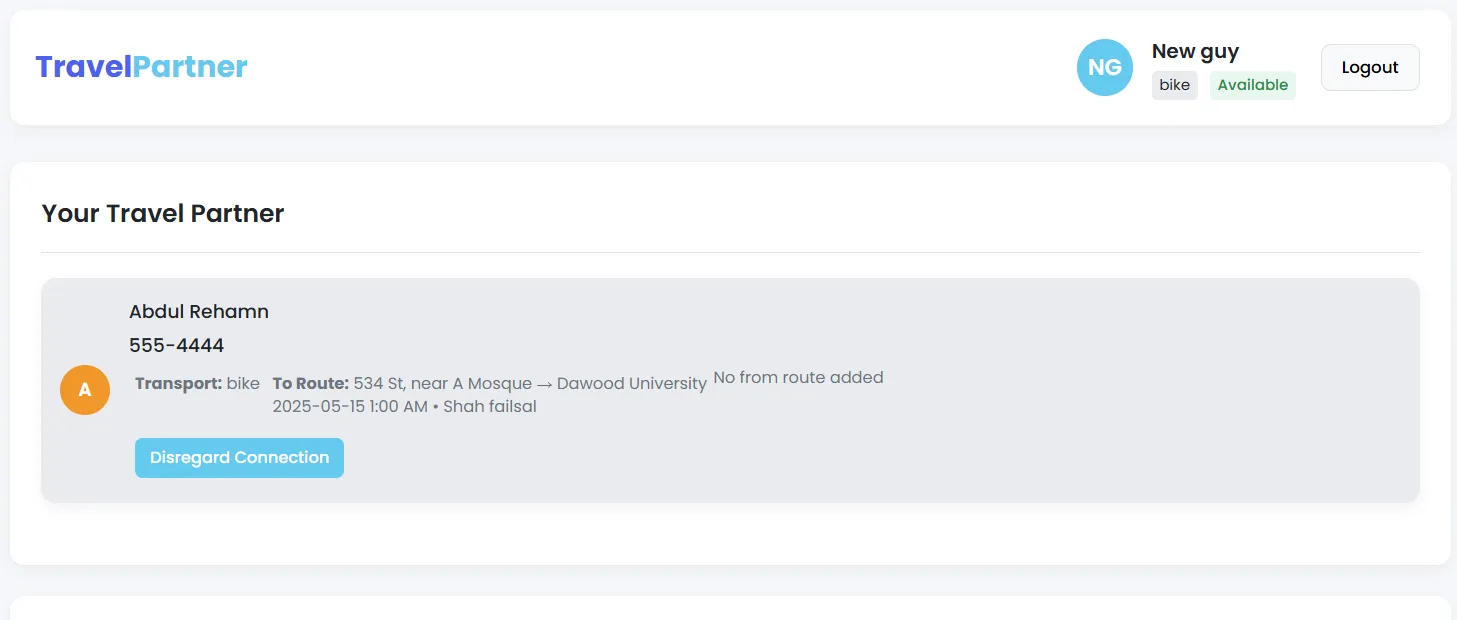 TravelPartner
NG
New guy
bike Available
Logout
Your Travel Partner
Abdul Rehamn
555-4444
A
Transport: bike To Route: 534 St, near A Mosque → Dawood University No from route added
2025-05-15 1:00 AM • Shah failsal
Disregard Connection